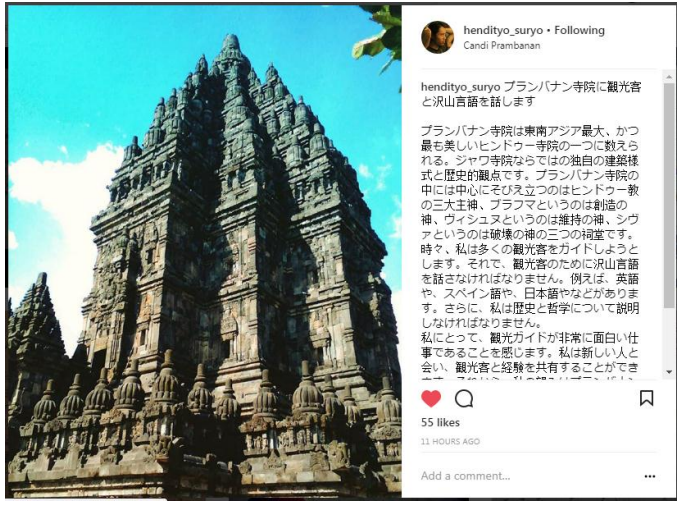 hendityo_suryo • Following
Candi Prambanan
hendityo_suryo プランバナン寺院に観光客
と沢山言語を話します
プランバナン寺院は東南アジア最大、かつ
最も美しいヒンドゥー寺院の一つに数えら
れる。ジャワ寺院ならではの独自の建築様
式と歴史的観点です。プランバナン寺院の
中には中心にそびえ立つのはヒンドゥー教
の三大主神、ブラフマというのは創造の
神、ヴィシュヌというのは維持の神、シヴ
ァというのは破壊の神の三つの祠堂です。
時々、私は多くの観光客をガイドしようと
します。それで、観光客のために沢山言語
を話さなければなりません。例えば、英語
や、スペイン語や、日本語やなどがありま
す。さらに、私は歴史と哲学について説明
しなければなりません。
私にとって、観光ガイドが非常に面白い仕
事であることを感じます。私は新しい人と
会い、観光客と経験を共有することができ
55 likes
11 HOURS AGO
Add a comment...